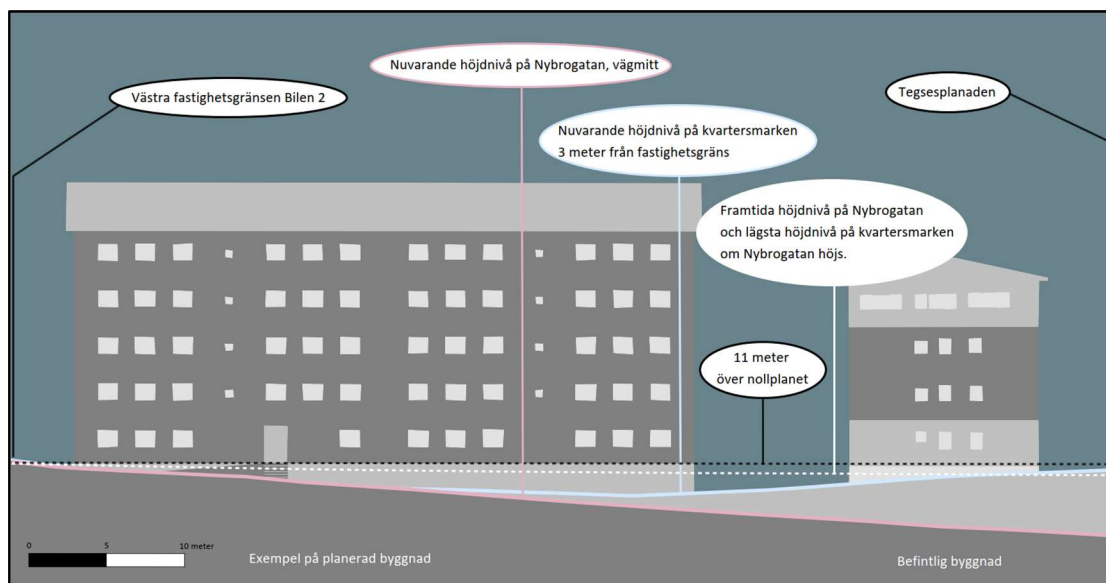 Nuvarande höjdnivå på Nybrogatan, vägmitt
Västra fastighetsgränsen Bilen 2
Tegsesplanaden
Nuvarande höjdnivå på kvartersmarken
3 meter från fastighetsgräns
Framtida höjdnivå på Nybrogatan
och lägsta höjdnivå på kvartersmarken
om Nybrogatan höjs.
11 meter
över nollplanet
0 5 10 meter
Exempel på planerad byggnad
Befintlig byggnad